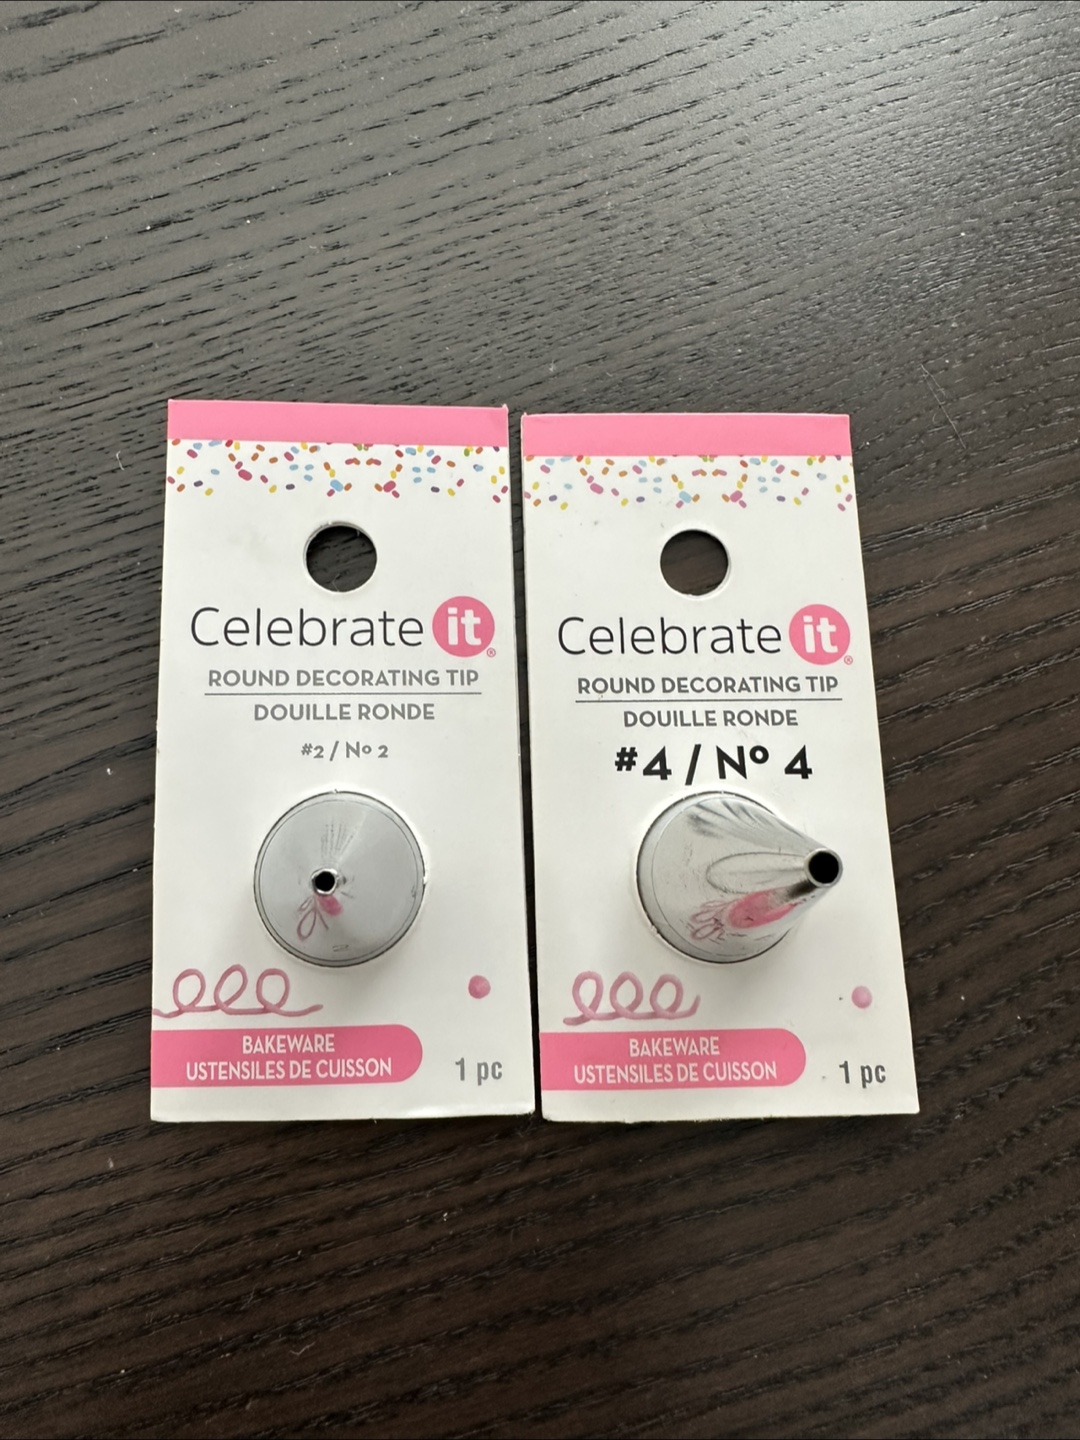 Celebrate it®
ROUND DECORATING TIP
DOUILLE RONDE
#2 / Nº 2
2
BAKEWARE
USTENSILES DE CUISSON
1 pc
Celebrate it®
ROUND DECORATING TIP
DOUILLE RONDE
#4 / Nº 4
BAKEWARE
USTENSILES DE CUISSON
1 pc